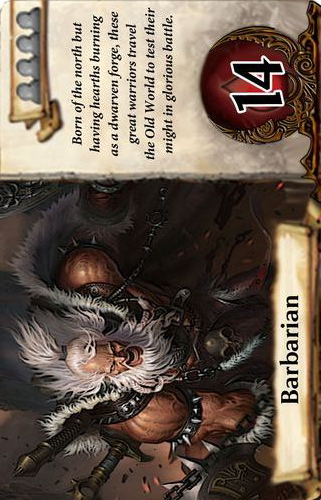 Barbarian
Born of the north but
having hearths burning
as a dwarven forge, these
great warriors travel
the Old World to test their
might in glorious battle.
14